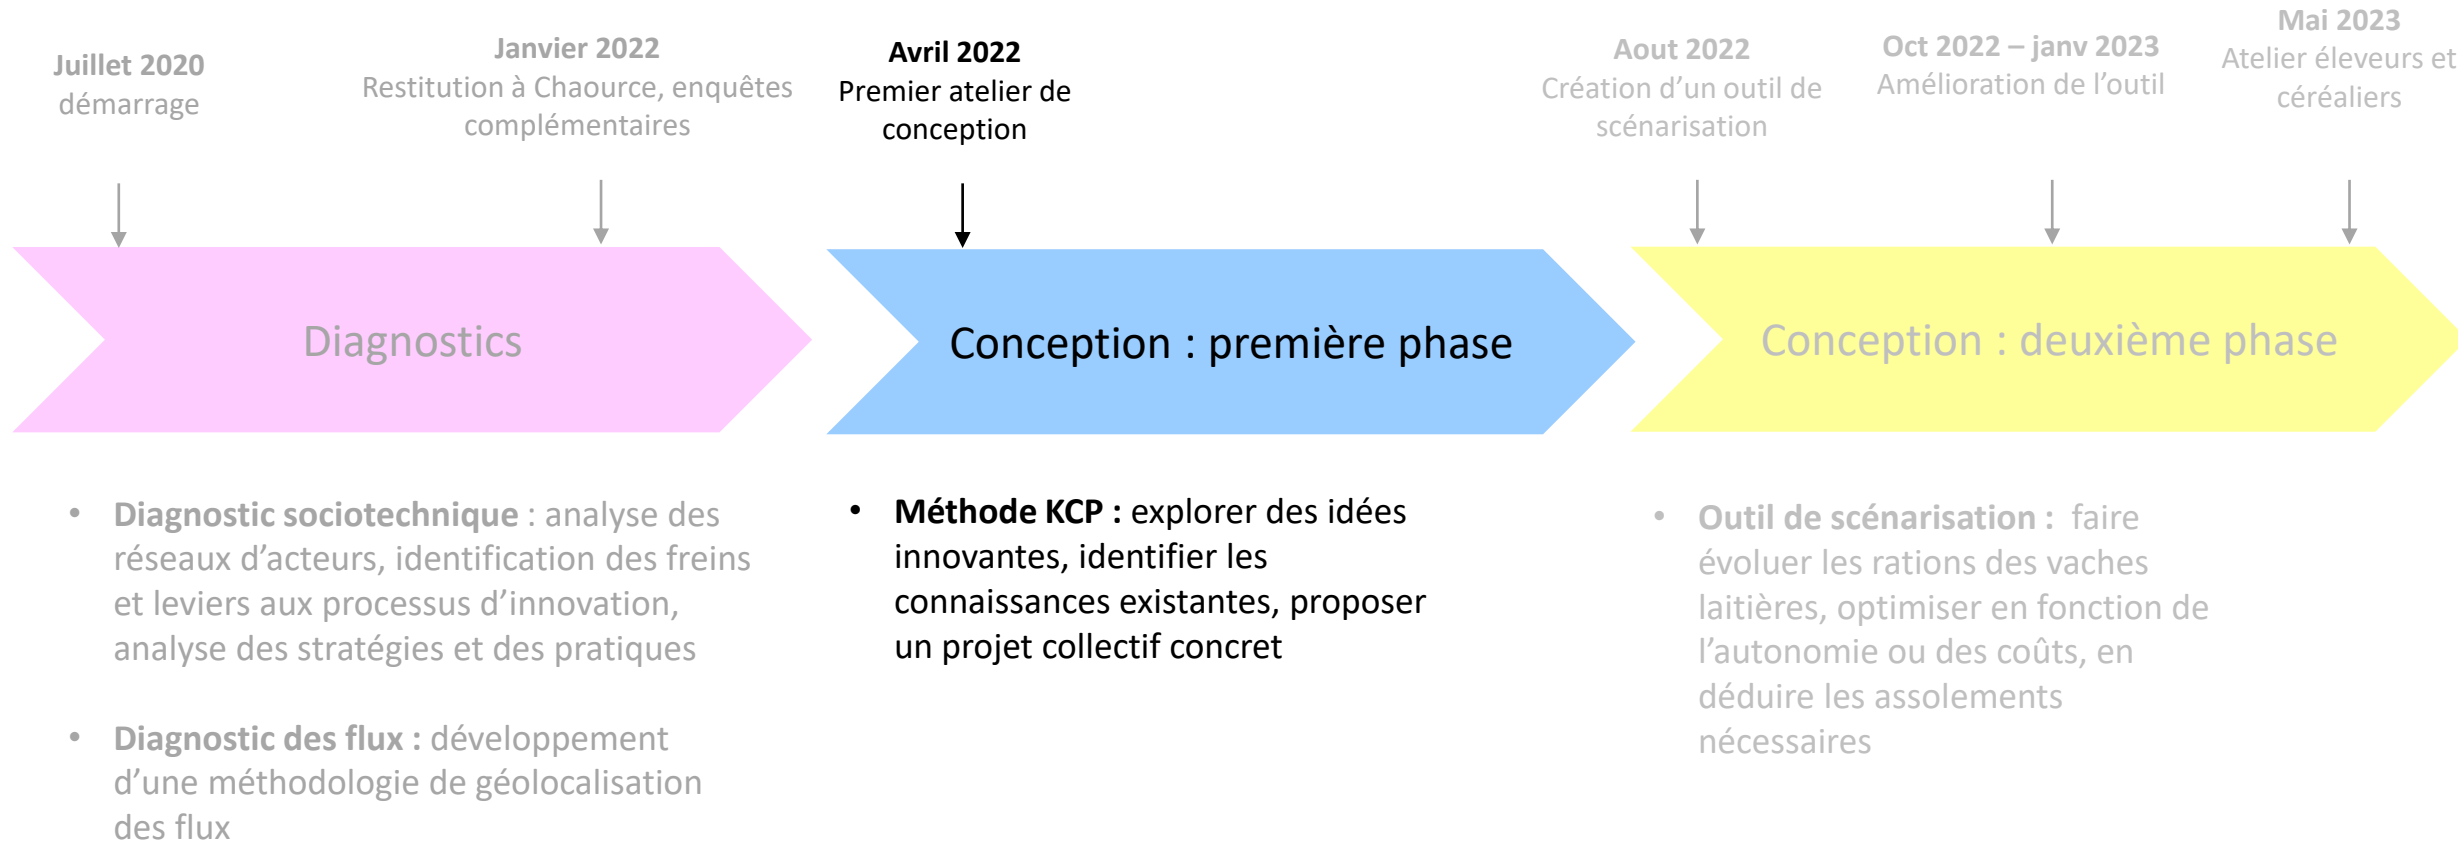 Juillet 2020
démarrage
Janvier 2022
Restitution à Chaource, enquêtes
complémentaires
Avril 2022
Premier atelier de
conception
Aout 2022
Création d’un outil de
scénarisation
Oct 2022 – janv 2023
Amélioration de l’outil
Mai 2023
Atelier éleveurs et
céréaliers
Diagnostics
Conception : première phase
Conception : deuxième phase
• Diagnostic sociotechnique : analyse des
réseaux d’acteurs, identification des freins
et leviers aux processus d’innovation,
analyse des stratégies et des pratiques
• Diagnostic des flux : développement
d’une méthodologie de géolocalisation
des flux
• Méthode KCP : explorer des idées
innovantes, identifier les
connaissances existantes, proposer
un projet collectif concret
• Outil de scénarisation : faire
évoluer les rations des vaches
laitières, optimiser en fonction de
l’autonomie ou des coûts, en
déduire les assolements
nécessaires